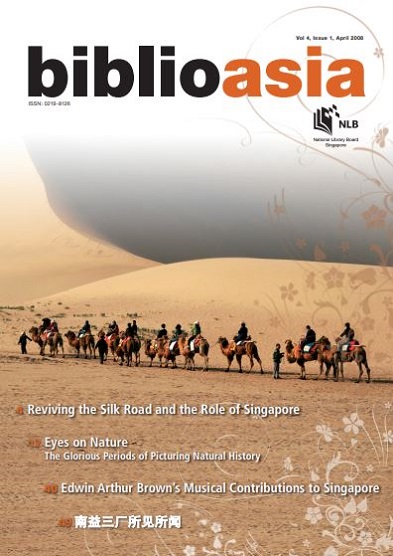 Vol 4, Issue 1, April 2008
biblioasia
ISSN: 0219-8126
NLB
National Library Board
Singapore
Reviving the Silk Road and the Role of Singapore
Eyes on Nature
The Glorious Periods of Picturing Natural History
Edwin Arthur Brown's Musical Contributions to Singapore
南益三厂所见所闻